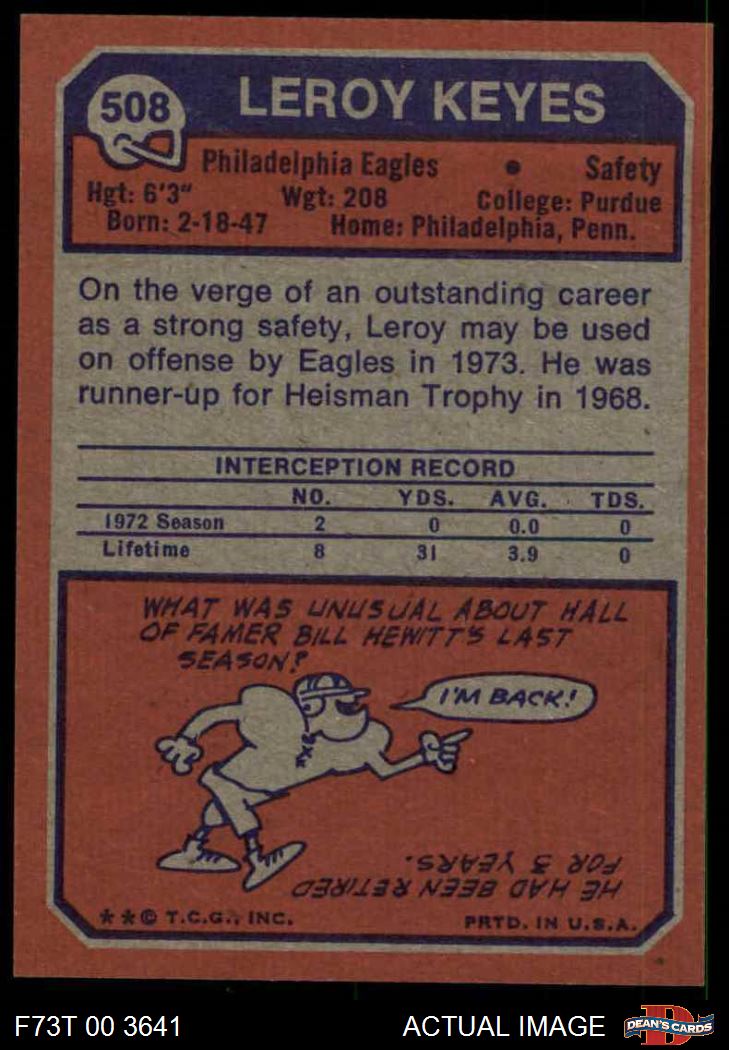 508
LEROY KEYES
Philadelphia Eagles • Safety
Hgt: 6'3" Wgt: 208 College: Purdue
Born: 2-18-47 Home: Philadelphia, Penn.
On the verge of an outstanding career
as a strong safety, Leroy may be used
on offense by Eagles in 1973. He was
runner-up for Heisman Trophy in 1968.
INTERCEPTION RECORD
NO. YDS. AVG. TDS.
1972 Season 2 0 0.0 0
Lifetime 8 31 3.9 0
WHAT WAS UNUSUAL ABOUT HALL
OF FAMER BILL HEWITT'S LAST
SEASON?
I'M BACK!
HE HAD BEEN RETIRED
FOR 3 YEARS.
**© T.C.G., INC. PRTD. IN U.S.A.
F73T 00 3641 ACTUAL IMAGE
D
DEAN'S CARDS